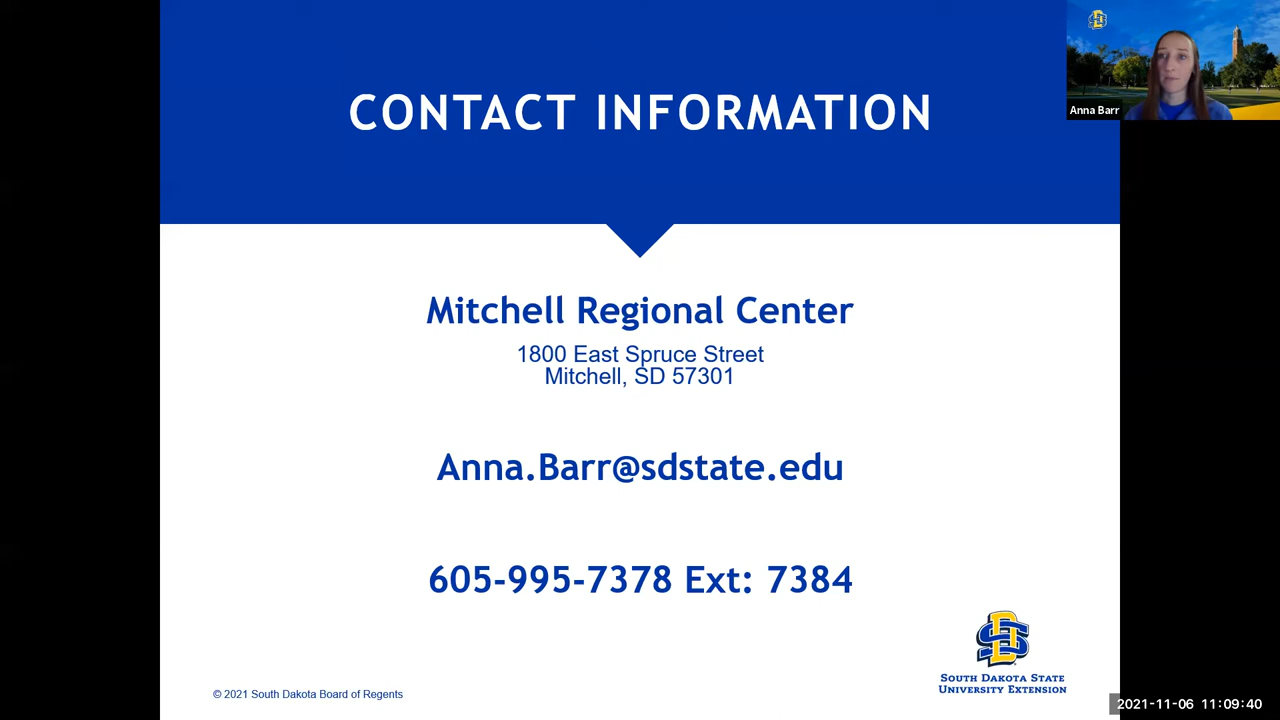 CONTACT INFORMATION
Anna Barr
Mitchell Regional Center
1800 East Spruce Street
Mitchell, SD 57301
Anna.Barr@sdstate.edu
605-995-7378 Ext: 7384
SOUTH DAKOTA STATE
UNIVERSITY EXTENSION
© 2021 South Dakota Board of Regents
2021-11-06 11:09:40